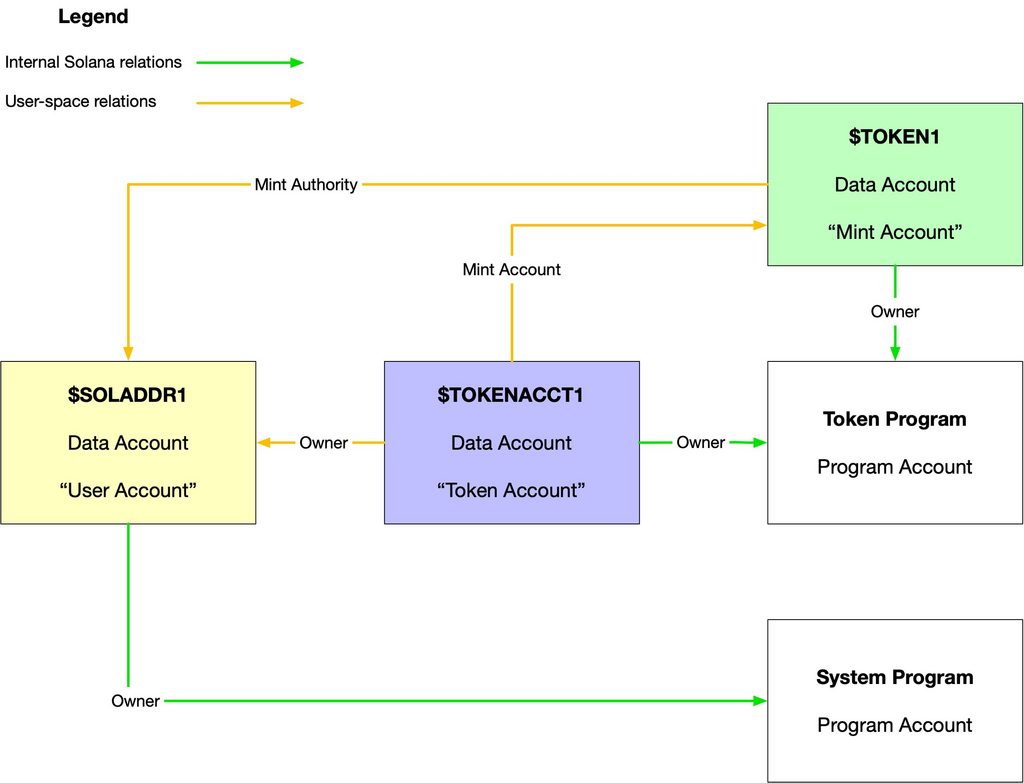 Legend
Internal Solana relations
User-space relations
$TOKEN1
Data Account
“Mint Account”
Mint Authority
Mint Account
Owner
$SOLADDR1
Data Account
“User Account”
Owner
$TOKENACCT1
Data Account
“Token Account”
Owner
Token Program
Program Account
Owner
System Program
Program Account